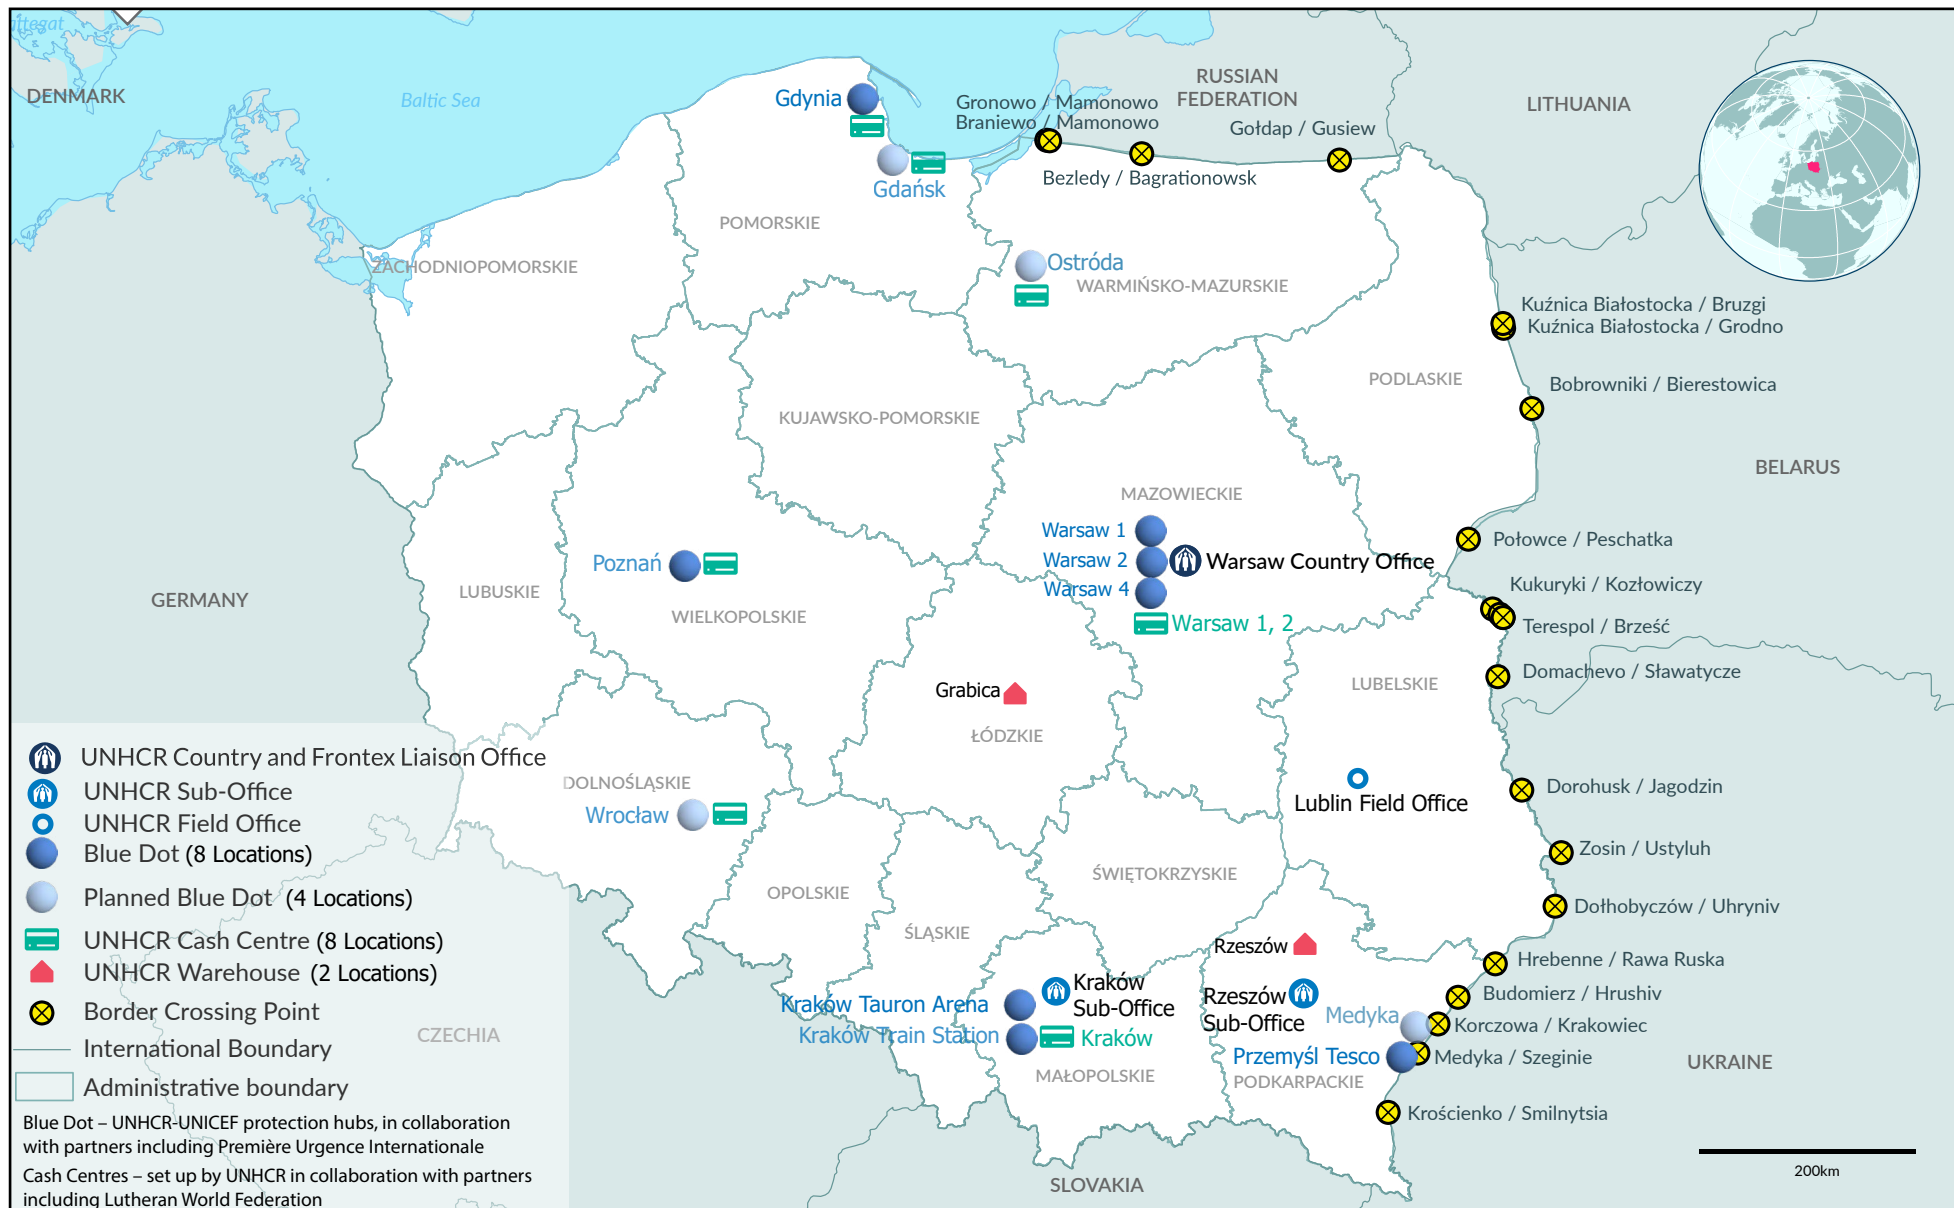 attegat
DENMARK
Baltic Sea
Gdynia
Gdańsk
RUSSIAN
FEDERATION
LITHUANIA
Gronowo / Mamonowo
Braniewo / Mamonowo
Gołdap / Gusiew
Bezledy / Bagrationowsk
POMORSKIE
ZACHODNIOPOMORSKIE
Ostróda
WARMIŃSKO-MAZURSKIE
Kuźnica Białostocka / Bruzgi
Kuźnica Białostocka / Grodno
PODLASKIE
Bobrowniki / Bierestowica
KUJAWSKO-POMORSKIE
BELARUS
MAZOWIECKIE
Warsaw 1
Warsaw 2
Warsaw Country Office
Warsaw 4
Warsaw 1, 2
Połowce / Peschatka
Kukuryki / Kozłowiczy
Terespol / Brześć
Domachevo / Sławatycze
Poznań
LUBUSKIE
GERMANY
WIELKOPOLSKIE
LUBELSKIE
Grabica
ŁÓDZKIE
DOLNOŚLĄSKIE
Wrocław
Lublin Field Office
Dorohusk / Jagodzin
Zosin / Ustyluh
ŚWIĘTOKRZYSKIE
OPOLSKIE
Dołhobyczów / Uhryniv
ŚLĄSKIE
Rzeszów
Hrebenne / Rawa Ruska
Kraków
Sub-Office
Rzeszów
Sub-Office
Budomierz / Hrushiv
Kraków Tauron Arena
Medyka
Korczowa / Krakowiec
Kraków Train Station
Kraków
Przemyśl Tesco
Medyka / Szeginie
UKRAINE
CZECHIA
MAŁOPOLSKIE
PODKARPACKIE
Krościenko / Smilnytsia
SLOVAKIA
200km
UNHCR Country and Frontex Liaison Office
UNHCR Sub-Office
UNHCR Field Office
Blue Dot (8 Locations)
Planned Blue Dot (4 Locations)
UNHCR Cash Centre (8 Locations)
UNHCR Warehouse (2 Locations)
Border Crossing Point
International Boundary
Administrative boundary
Blue Dot – UNHCR-UNICEF protection hubs, in collaboration
with partners including Première Urgence Internationale
Cash Centres – set up by UNHCR in collaboration with partners
including Lutheran World Federation